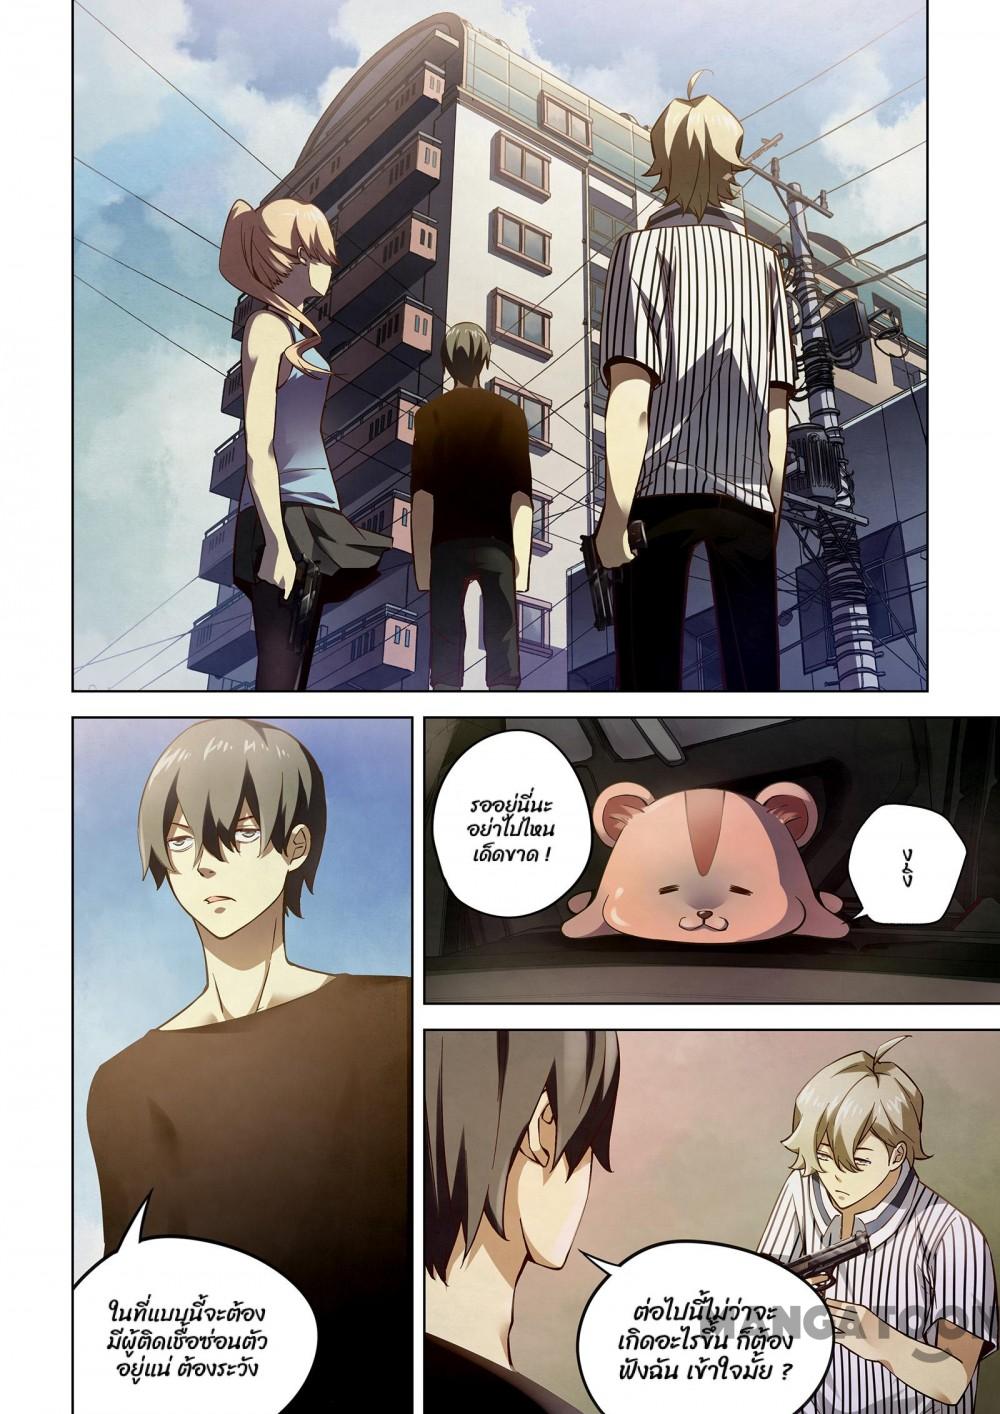 รออยู่นี่นะ
อย่าไปไหน
เด็ดขาด !
งุ
งิ
ในที่แบบนี้จะต้อง
มีผู้ติดเชื้อซ่อนตัว
อยู่แน่ ต้องระวัง
ต่อไปนี้ไม่ว่าจะ
เกิดอะไรขึ้น ก็ต้อง
ฟังฉัน เข้าใจมั้ย ?
MANGATOON